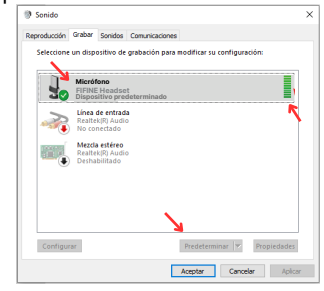 Sonido
Reproducción Grabar Sonidos Comunicaciones
Seleccione un dispositivo de grabación para modificar su configuración:
Micrófono
FIFINE Headset
Dispositivo predeterminado
Línea de entrada
Realtek(R) Audio
No conectado
Mezcla estéreo
Realtek(R) Audio
Deshabilitado
Configurar Predeterminar Propiedades
Aceptar Cancelar Aplicar